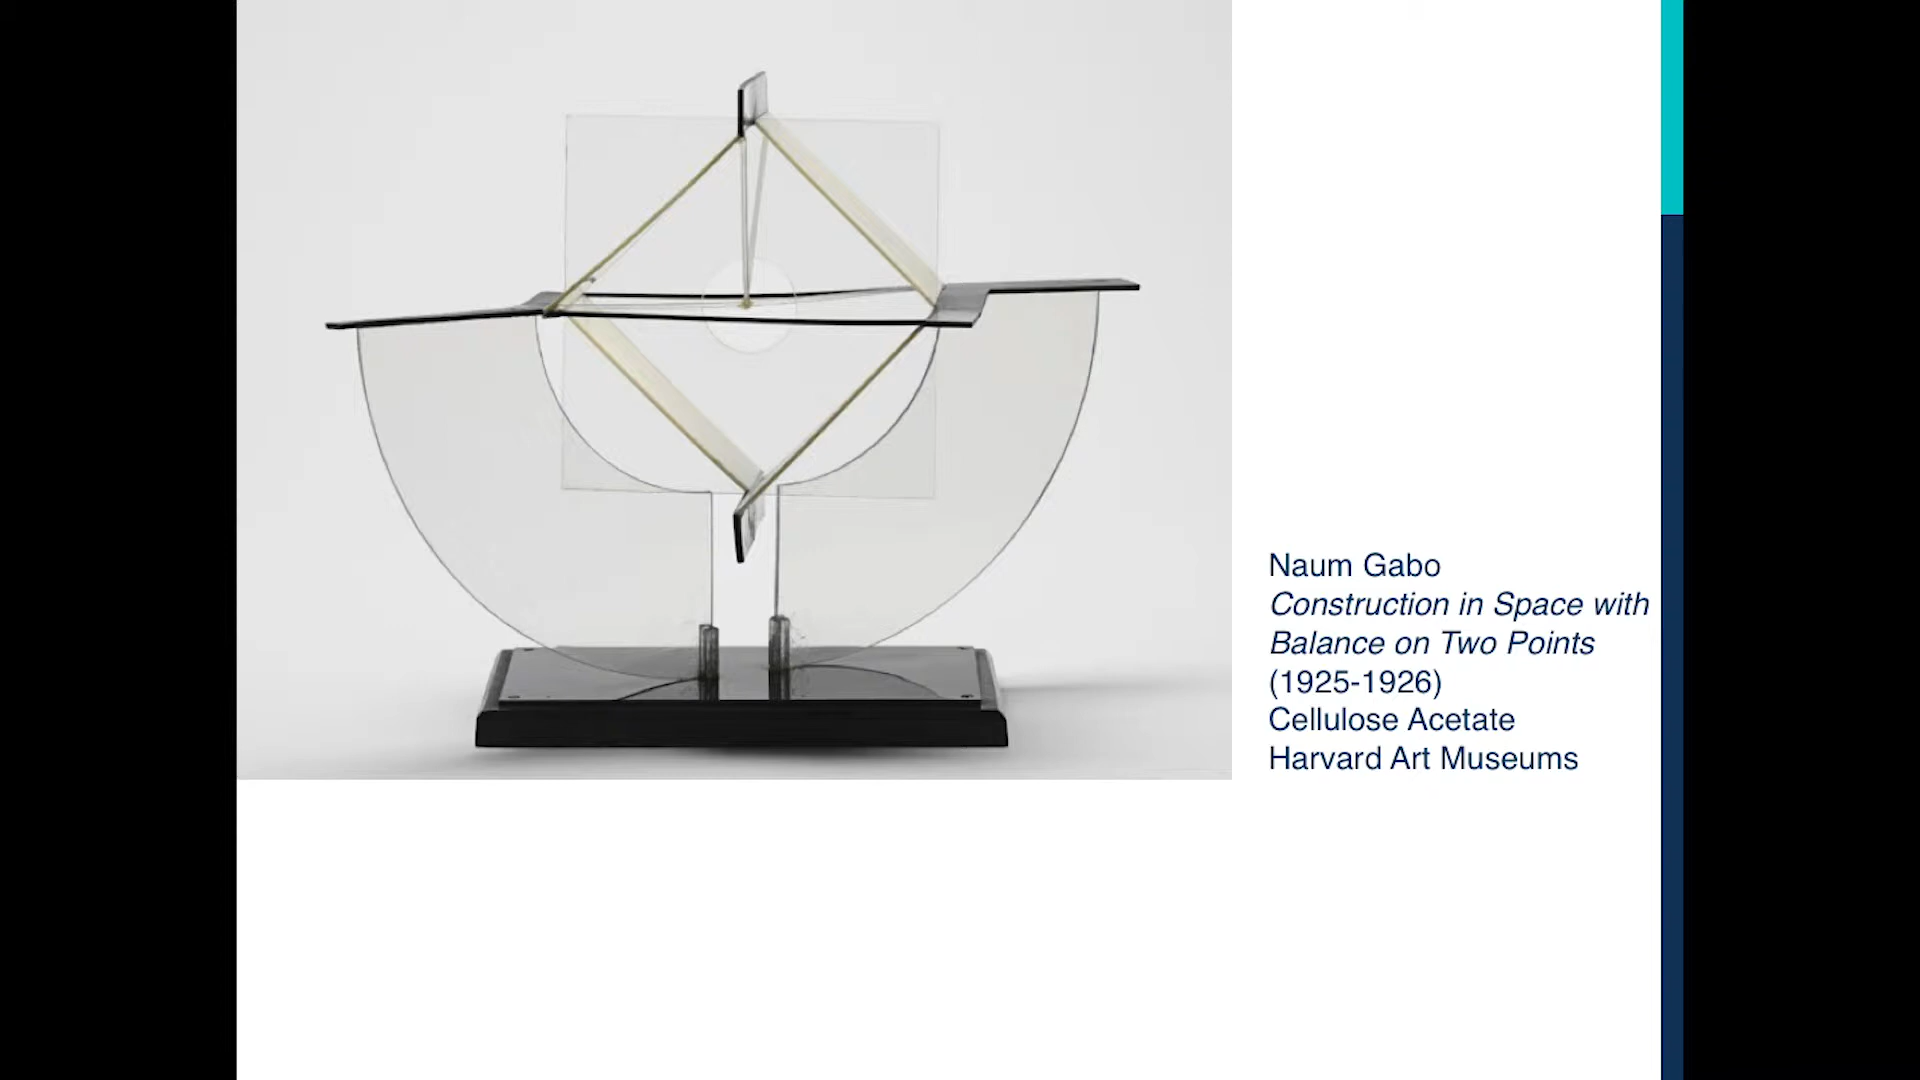 Naum Gabo
Construction in Space with
Balance on Two Points
(1925-1926)
Cellulose Acetate
Harvard Art Museums